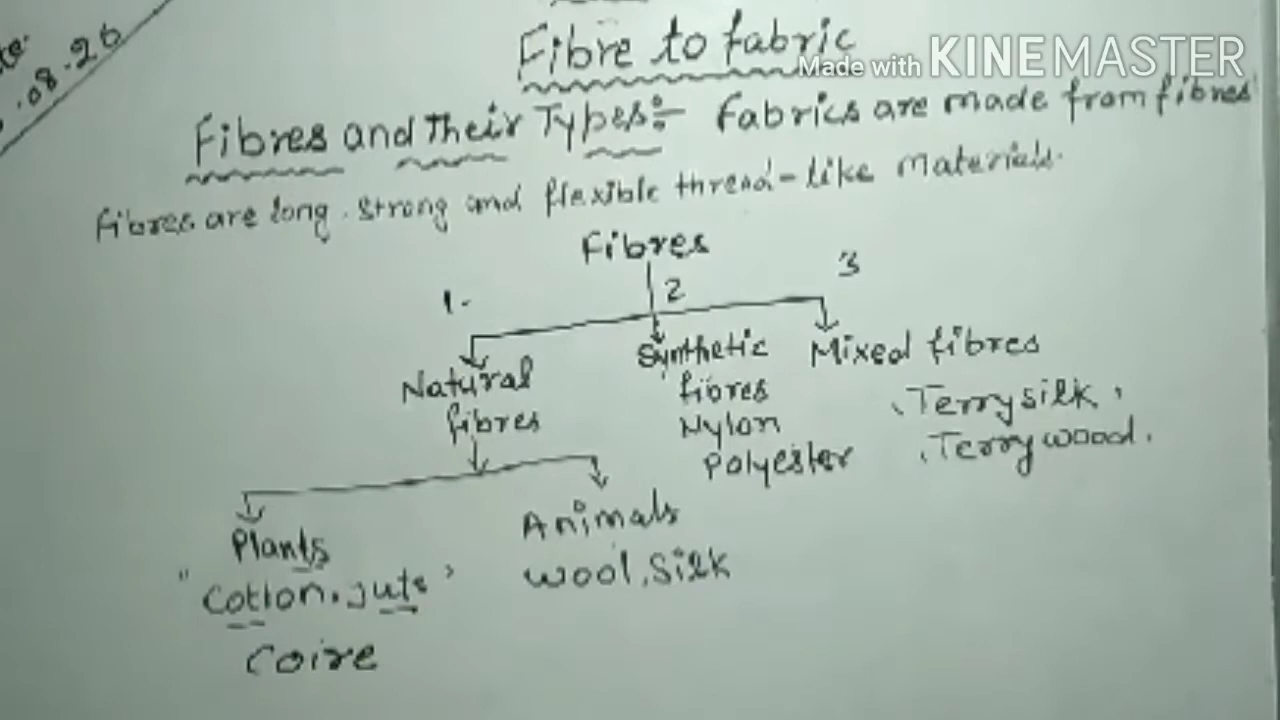 .08.20
Fibre to fabric
Made with KINEMASTER
Fibres and Their Types:- Fabrics are made from fibres
Fibres are long. strong and flexible thread-like materials.
Fibres
1.
2
3
Natural
fibres
Synthetic
fibres
Nylon
Polyester
Mixed fibres
Terrysilk,
Terrywood.
Plants
"Cotton, jute"
Coire
Animals
wool, silk